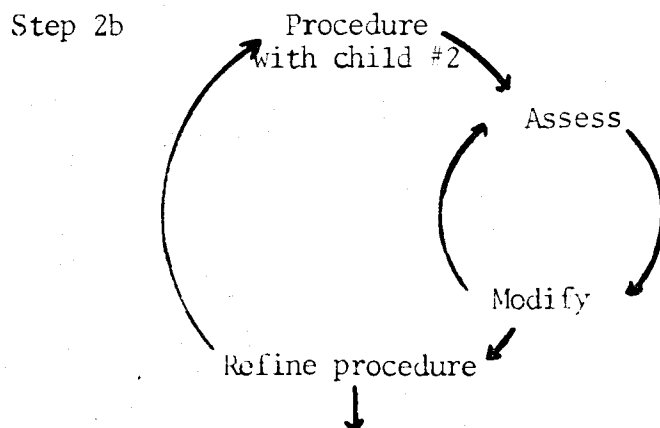 Step 2b
Procedure
with child #2
Assess
Modify
Refine procedure